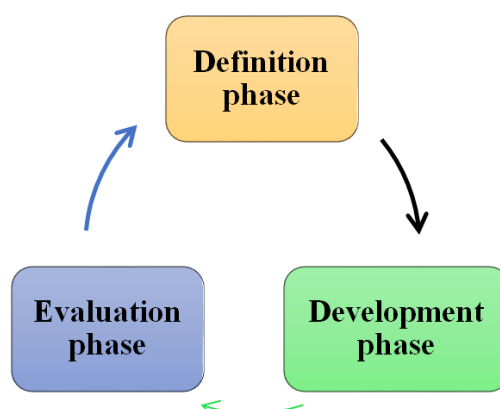 Definition
phase
Evaluation
phase
Development
phase